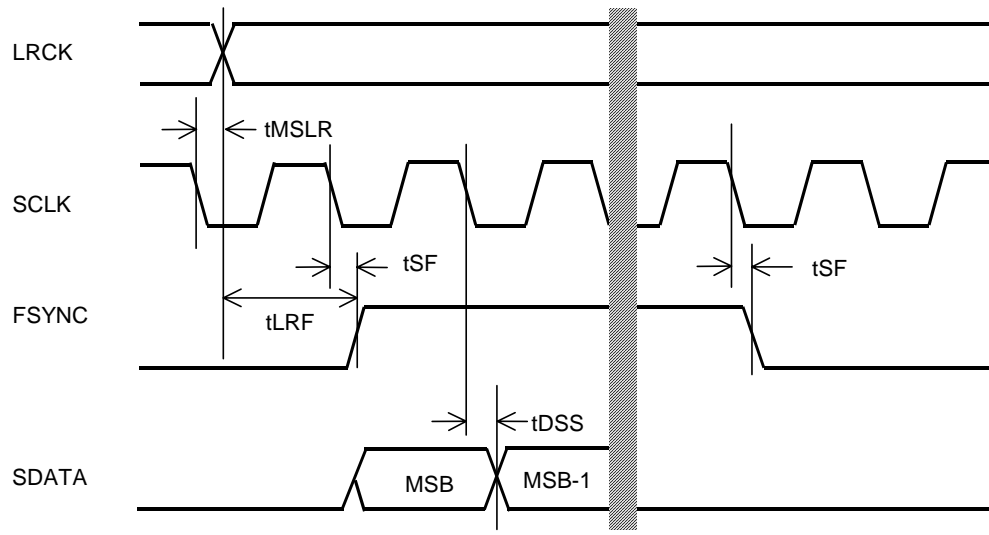 LRCK
tMSLR
SCLK
tSF
tSF
FSYNC
tLRF
tDSS
SDATA
MSB
MSB-1